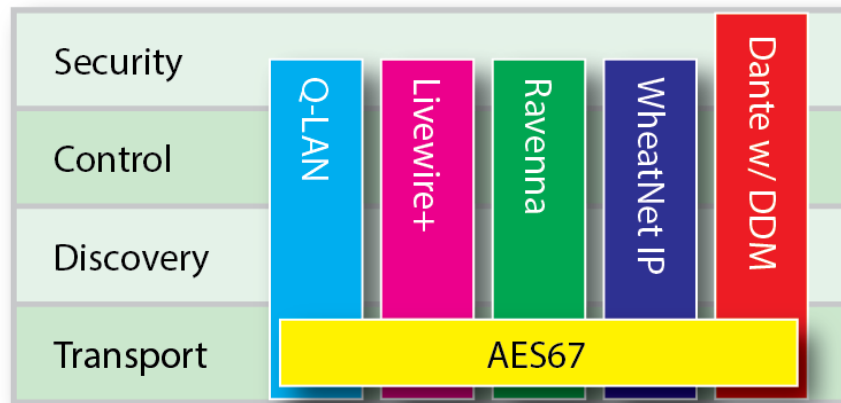 Security
Control
Discovery
Transport
Q-LAN
Livewire+
Ravenna
WheatNet IP
Dante w/ DDM
AES67